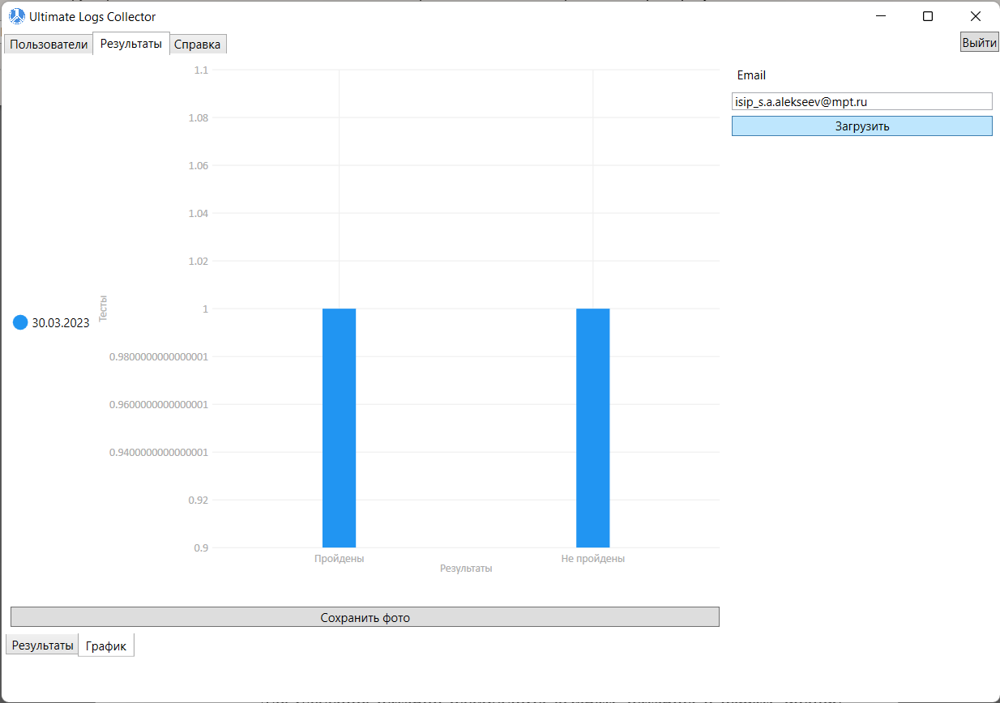 Ultimate Logs Collector
Пользователи
Результаты
Справка
Выйти
Email
isip_s.a.alekseev@mpt.ru
Загрузить
1.1
1.08
1.06
1.04
1.02
1
0.9800000000000001
0.9600000000000001
0.9400000000000001
0.92
0.9
Тесты
30.03.2023
Пройдены
Не пройдены
Результаты
Сохранить фото
Результаты
График